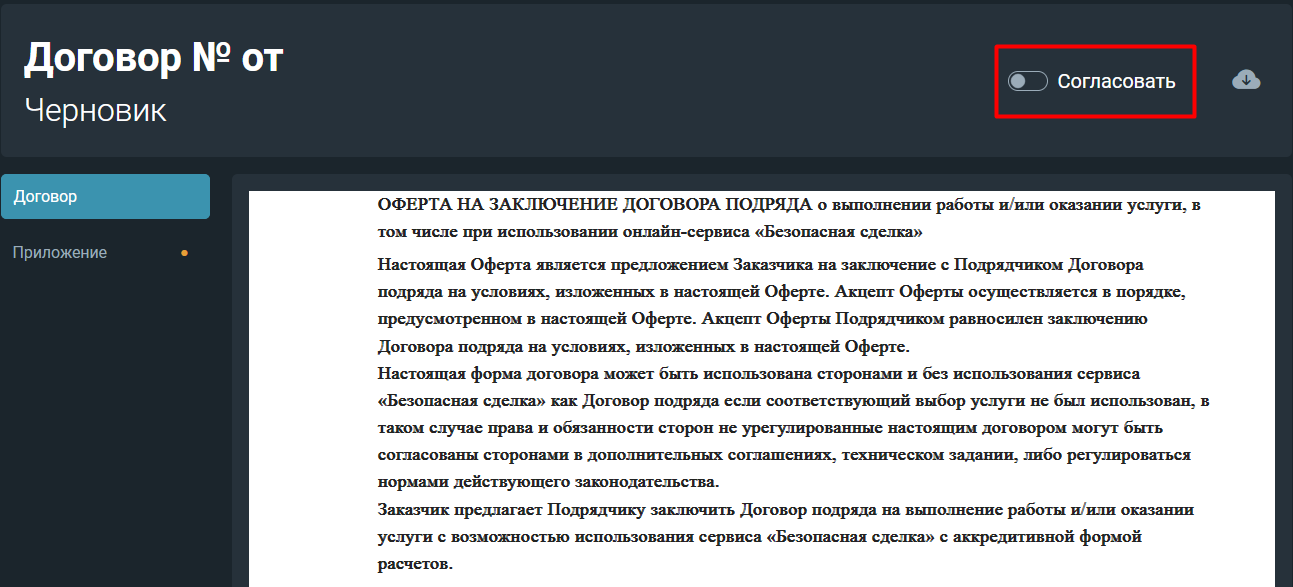 Договор № от
Черновик
Согласовать
Договор
Приложение
ОФЕРТА НА ЗАКЛЮЧЕНИЕ ДОГОВОРА ПОДРЯДА о выполнении работы и/или оказании услуги, в
том числе при использовании онлайн-сервиса «Безопасная сделка»
Настоящая Оферта является предложением Заказчика на заключение с Подрядчиком Договора
подряда на условиях, изложенных в настоящей Оферте. Акцепт Оферты осуществляется в порядке,
предусмотренном в настоящей Оферте. Акцепт Оферты Подрядчиком равносилен заключению
Договора подряда на условиях, изложенных в настоящей Оферте.
Настоящая форма договора может быть использована сторонами и без использования сервиса
«Безопасная сделка» как Договор подряда если соответствующий выбор услуги не был использован, в
таком случае права и обязанности сторон не урегулированные настоящим договором могут быть
согласованы сторонами в дополнительных соглашениях, техническом задании, либо регулироваться
нормами действующего законодательства.
Заказчик предлагает Подрядчику заключить Договор подряда на выполнение работы и/или оказании
услуги с возможностью использования сервиса «Безопасная сделка» с аккредитивной формой
расчетов.